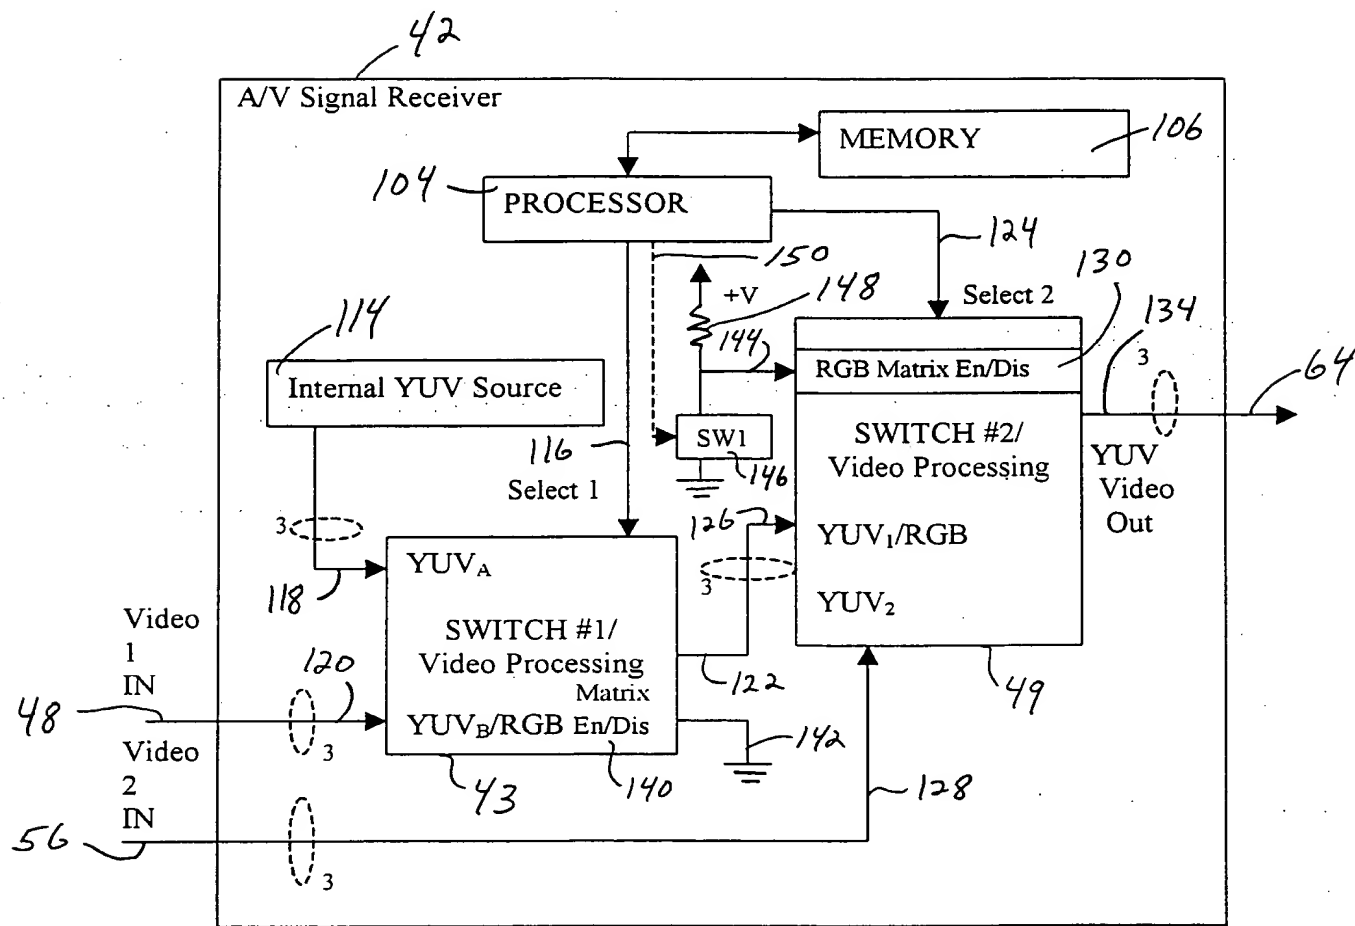 42
A/V Signal Receiver
MEMORY
106
104
PROCESSOR
124
150
130
+V
148
Select 2
134
114
144
RGB Matrix En/Dis
3
64
Internal YUV Source
SW1
146
SWITCH #2/
Video Processing
YUV
Video
Out
116
Select 1
126
3
YUV₁/RGB
118
YUVA
3
YUV₂
Video
1
IN
120
SWITCH #1/
Video Processing
Matrix
122
49
48
3
YUVB/RGB En/Dis
142
Video
2
IN
43
140
128
56
3